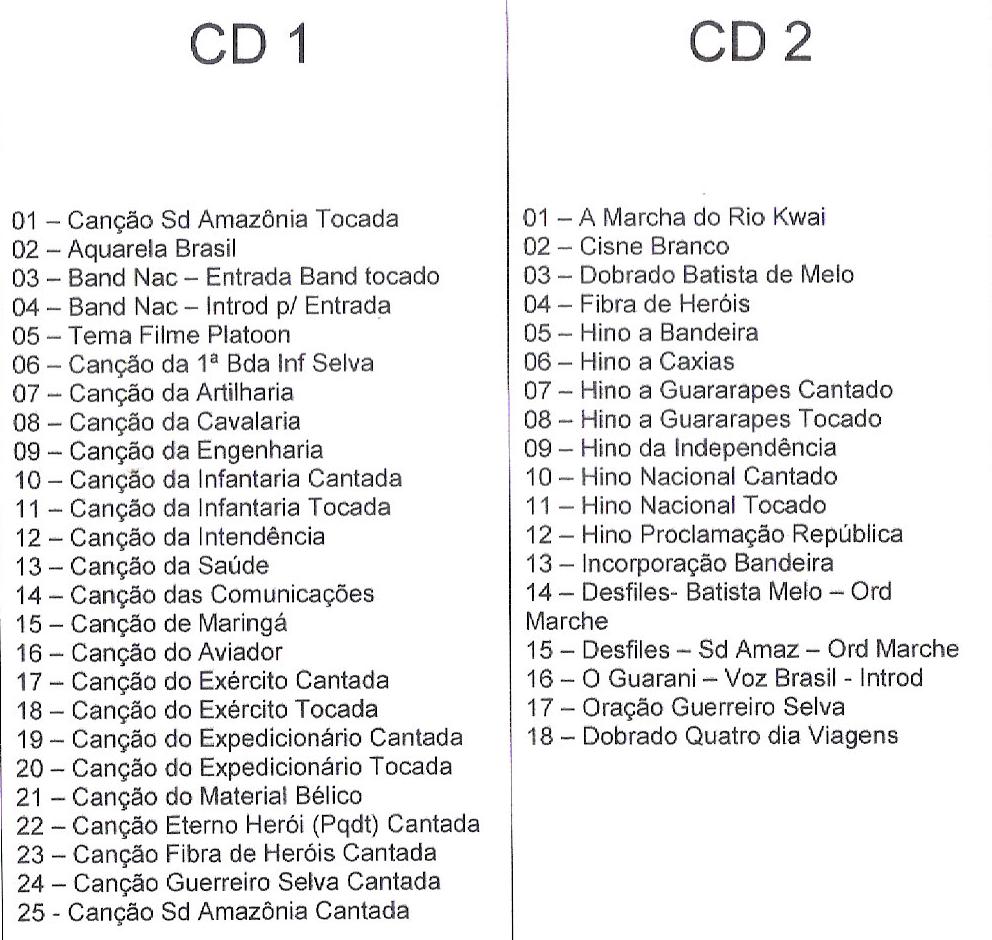 CD 1
01 – Canção Sd Amazônia Tocada
02 – Aquarela Brasil
03 – Band Nac – Entrada Band tocado
04 – Band Nac – Introd p/ Entrada
05 – Tema Filme Platoon
06 – Canção da 1ª Bda Inf Selva
07 – Canção da Artilharia
08 – Canção da Cavalaria
09 – Canção da Engenharia
10 – Canção da Infantaria Cantada
11 – Canção da Infantaria Tocada
12 – Canção da Intendência
13 – Canção da Saúde
14 – Canção das Comunicações
15 – Canção de Maringá
16 – Canção do Aviador
17 – Canção do Exército Cantada
18 – Canção do Exército Tocada
19 – Canção do Expedicionário Cantada
20 – Canção do Expedicionário Tocada
21 – Canção do Material Bélico
22 – Canção Eterno Herói (Pqdt) Cantada
23 – Canção Fibra de Heróis Cantada
24 – Canção Guerreiro Selva Cantada
25 - Canção Sd Amazônia Cantada
CD 2
01 – A Marcha do Rio Kwai
02 – Cisne Branco
03 – Dobrado Batista de Melo
04 – Fibra de Heróis
05 – Hino a Bandeira
06 – Hino a Caxias
07 – Hino a Guararapes Cantado
08 – Hino a Guararapes Tocado
09 – Hino da Independência
10 – Hino Nacional Cantado
11 – Hino Nacional Tocado
12 – Hino Proclamação República
13 – Incorporação Bandeira
14 – Desfiles- Batista Melo – Ord
Marche
15 – Desfiles – Sd Amaz – Ord Marche
16 – O Guarani – Voz Brasil - Introd
17 – Oração Guerreiro Selva
18 – Dobrado Quatro dia Viagens